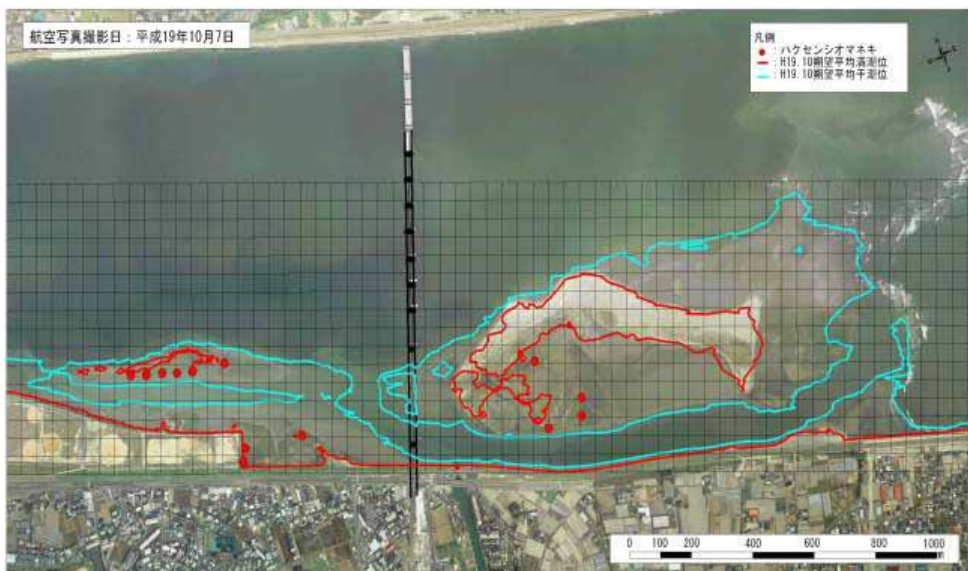 航空写真撮影日：平成19年10月7日
凡例
：ハクセンシオマネキ
：H19.10期望平均満潮位
：H19.10期望平均干潮位
0 100 200 400 600 800 1000